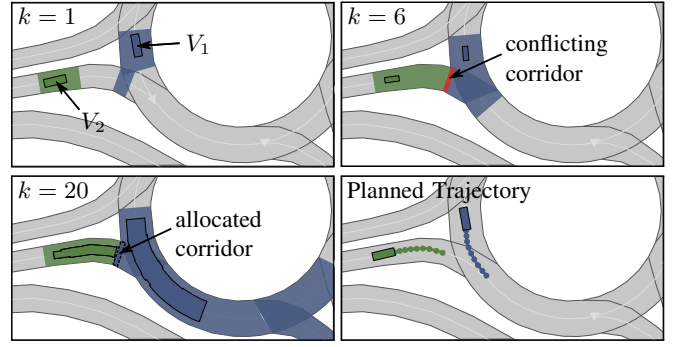 k = 1
V₁
V₂
k = 6
conflicting
corridor
k = 20
allocated
corridor
Planned Trajectory